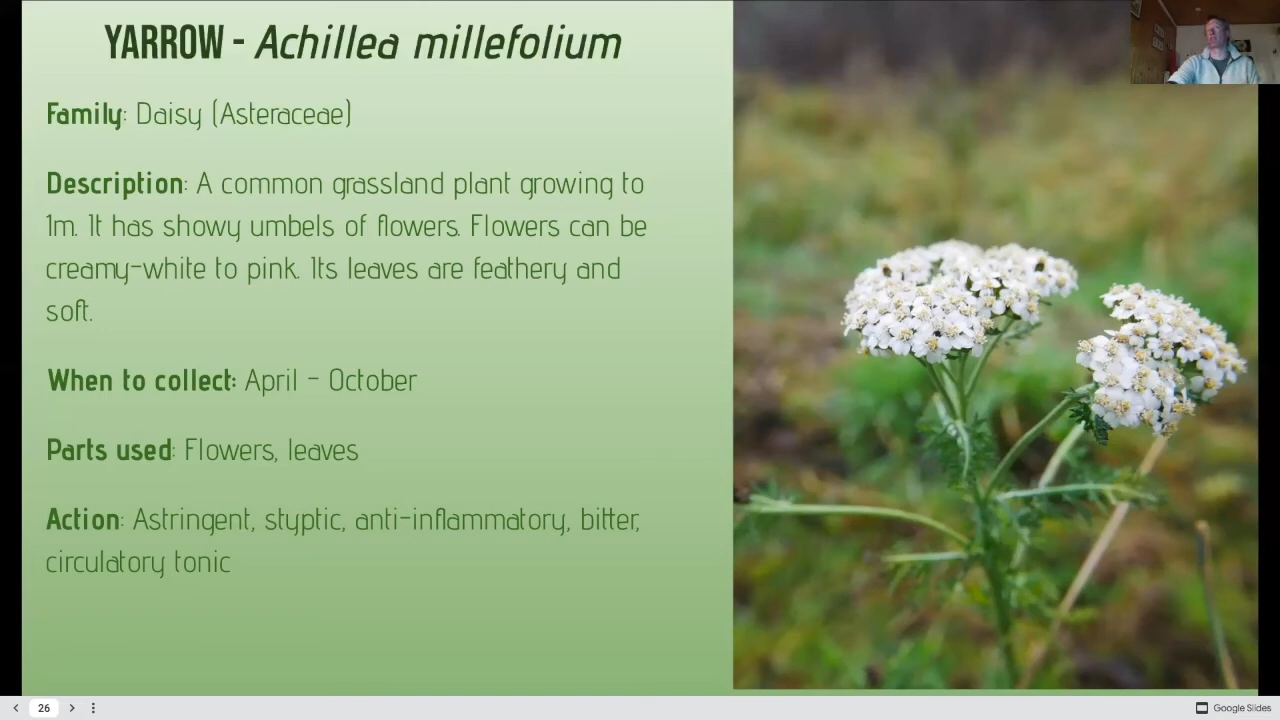 YARROW - Achillea millefolium
Family: Daisy (Asteraceae)
Description: A common grassland plant growing to
1m. It has showy umbels of flowers. Flowers can be
creamy-white to pink. Its leaves are feathery and
soft.
When to collect: April - October
Parts used: Flowers, leaves
Action: Astringent, styptic, anti-inflammatory, bitter,
circulatory tonic
26
Google Slides